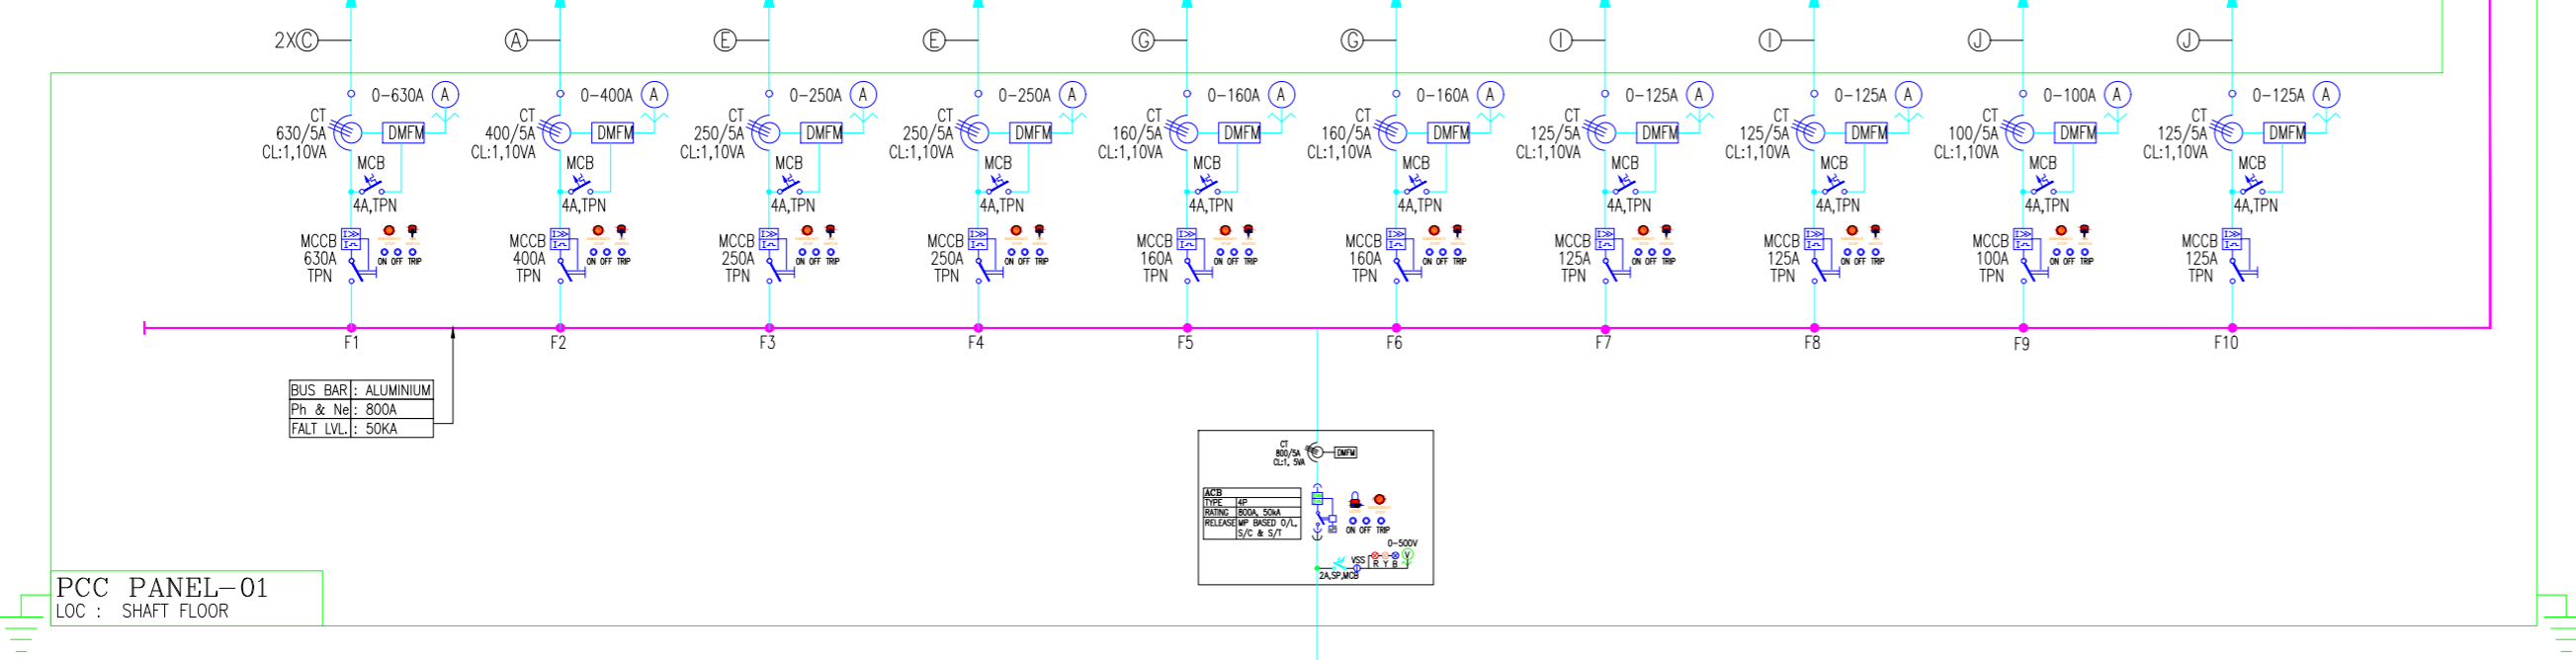 2X C
A
E
E
G
G
I
I
J
J
0-630A A
CT
630/5A DMFM
CL:1,10VA
MCB
4A,TPN
MCCB
630A
TPN
ON OFF TRIP
F1
0-400A A
CT
400/5A DMFM
CL:1,10VA
MCB
4A,TPN
MCCB
400A
TPN
ON OFF TRIP
F2
0-250A A
CT
250/5A DMFM
CL:1,10VA
MCB
4A,TPN
MCCB
250A
TPN
ON OFF TRIP
F3
0-250A A
CT
250/5A DMFM
CL:1,10VA
MCB
4A,TPN
MCCB
250A
TPN
ON OFF TRIP
F4
0-160A A
CT
160/5A DMFM
CL:1,10VA
MCB
4A,TPN
MCCB
160A
TPN
ON OFF TRIP
F5
0-160A A
CT
160/5A DMFM
CL:1,10VA
MCB
4A,TPN
MCCB
160A
TPN
ON OFF TRIP
F6
0-125A A
CT
125/5A DMFM
CL:1,10VA
MCB
4A,TPN
MCCB
125A
TPN
ON OFF TRIP
F7
0-125A A
CT
125/5A DMFM
CL:1,10VA
MCB
4A,TPN
MCCB
125A
TPN
ON OFF TRIP
F8
0-100A A
CT
100/5A DMFM
CL:1,10VA
MCB
4A,TPN
MCCB
100A
TPN
ON OFF TRIP
F9
0-125A A
CT
125/5A DMFM
CL:1,10VA
MCB
4A,TPN
MCCB
125A
TPN
F10
BUS BAR : ALUMINIUM
Ph & Ne : 800A
FALT LVL. : 50KA
CT
800/5A DMFM
CL:1, 5VA
ACB
TYPE 4P
RATING 800A, 50kA
RELEASE MP BASED O/L,
S/C & S/T
ON OFF TRIP
0-500V
VSS V
R Y B
2A,SP,MCB
PCC PANEL-01
LOC : SHAFT FLOOR